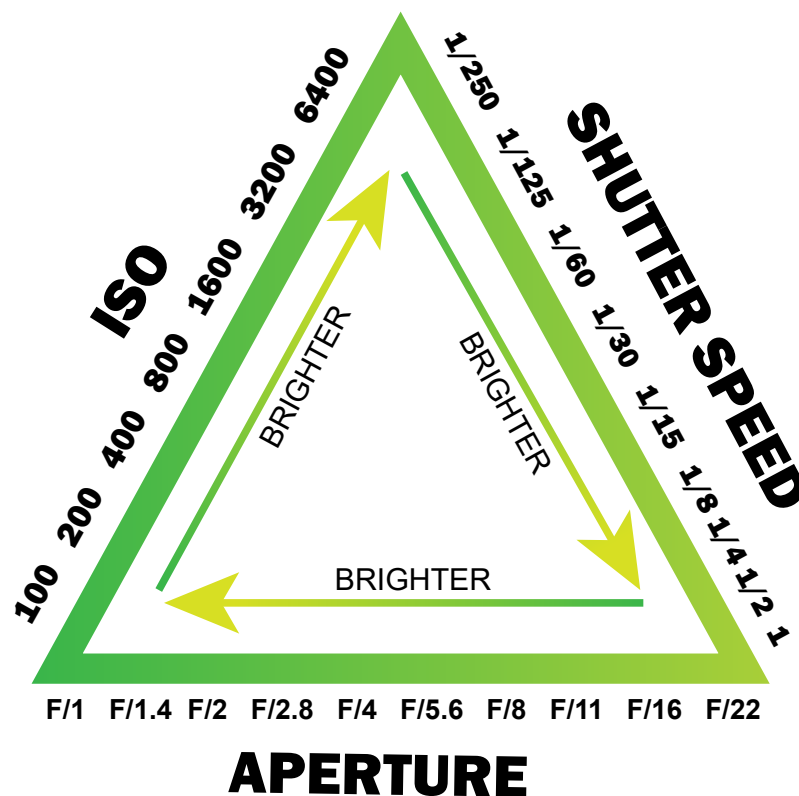 ISO
100 200 400 800 1600 3200 6400
SHUTTER SPEED
1/250 1/125 1/60 1/30 1/15 1/8 1/4 1/2 1
BRIGHTER
BRIGHTER
BRIGHTER
F/1 F/1.4 F/2 F/2.8 F/4 F/5.6 F/8 F/11 F/16 F/22
APERTURE